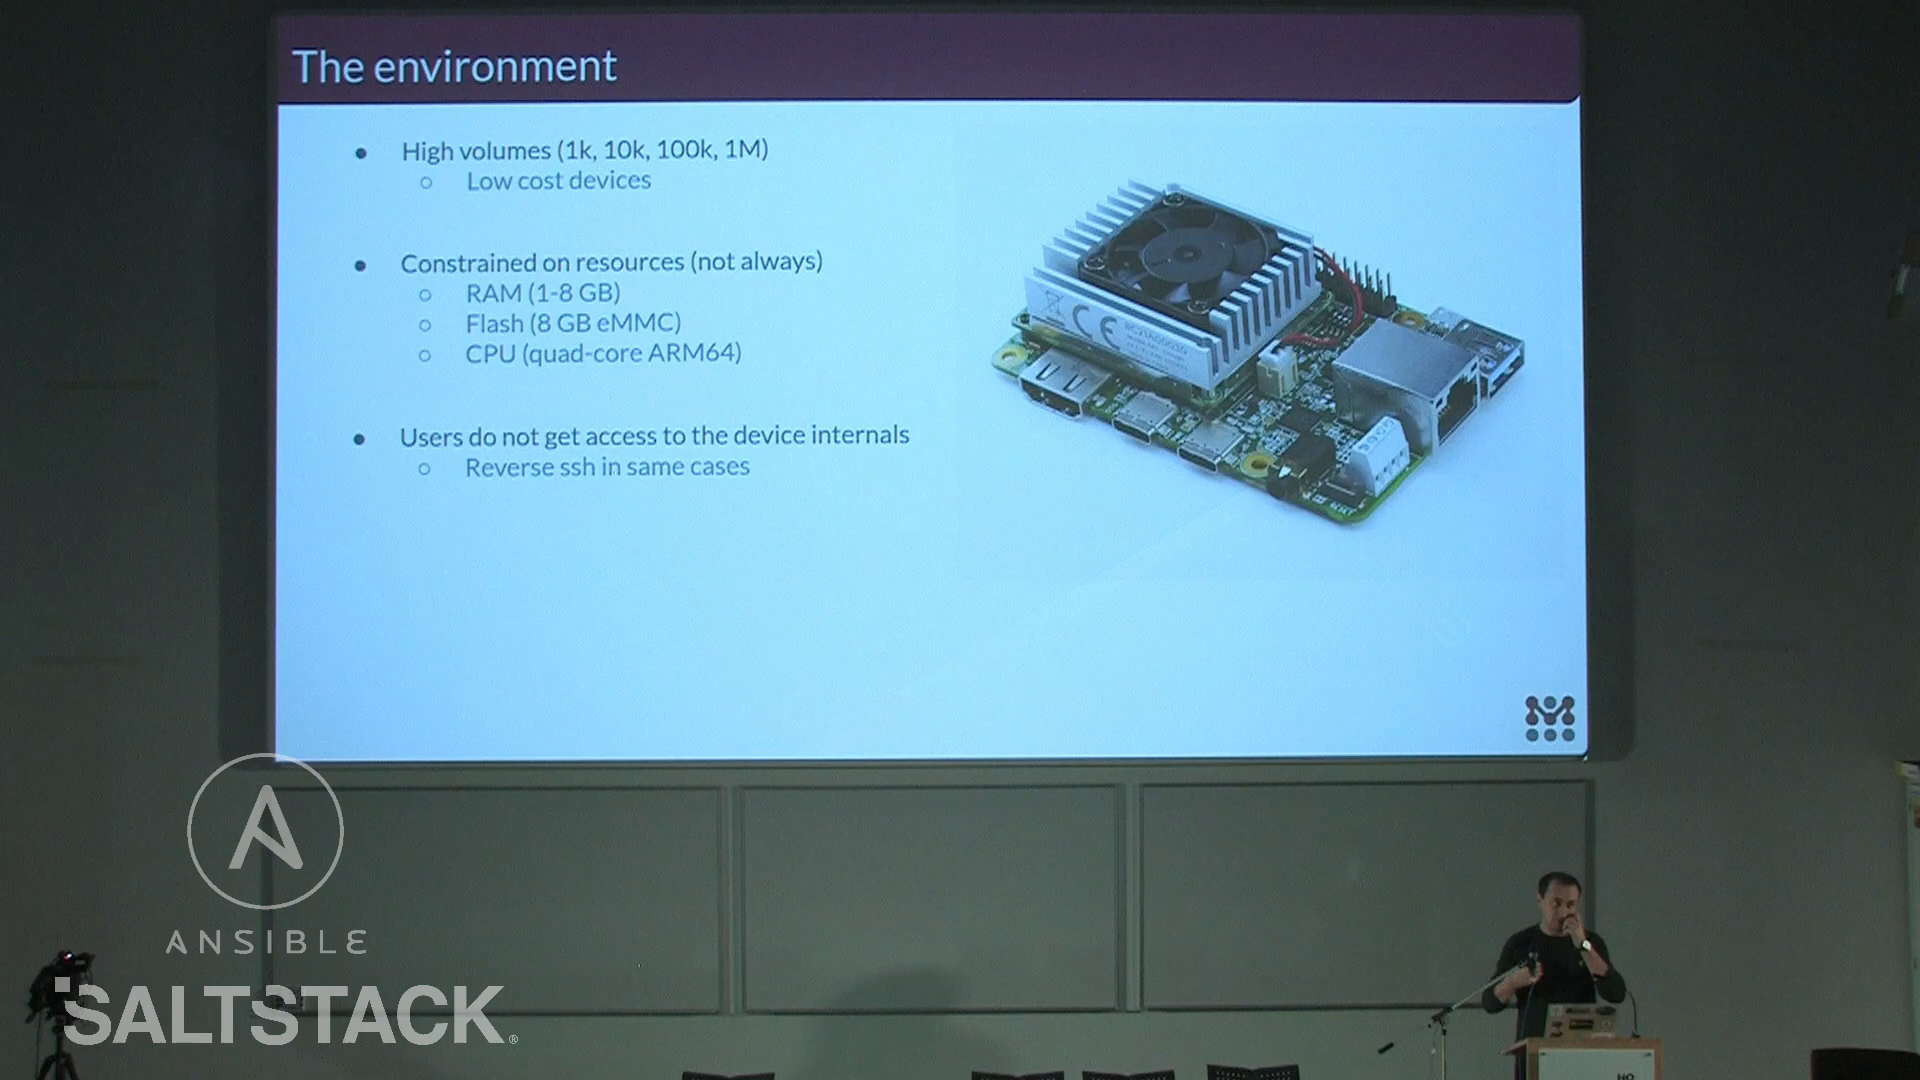 The environment
High volumes (1k, 10k, 100k, 1M)
Low cost devices
Constrained on resources (not always)
RAM (1-8 GB)
Flash (8 GB eMMC)
CPU (quad-core ARM64)
Users do not get access to the device internals
Reverse ssh in same cases
CE
ANSIBLE
SALTSTACK
HO